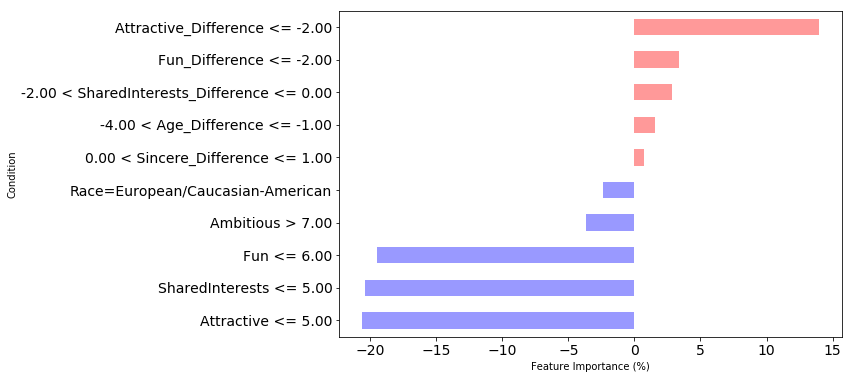 Attractive_Difference <= -2.00
Fun_Difference <= -2.00
-2.00 < SharedInterests_Difference <= 0.00
-4.00 < Age_Difference <= -1.00
0.00 < Sincere_Difference <= 1.00
Race=European/Caucasian-American
Ambitious > 7.00
Fun <= 6.00
SharedInterests <= 5.00
Attractive <= 5.00
Condition
−20 −15 −10 −5 0 5 10 15
Feature Importance (%)